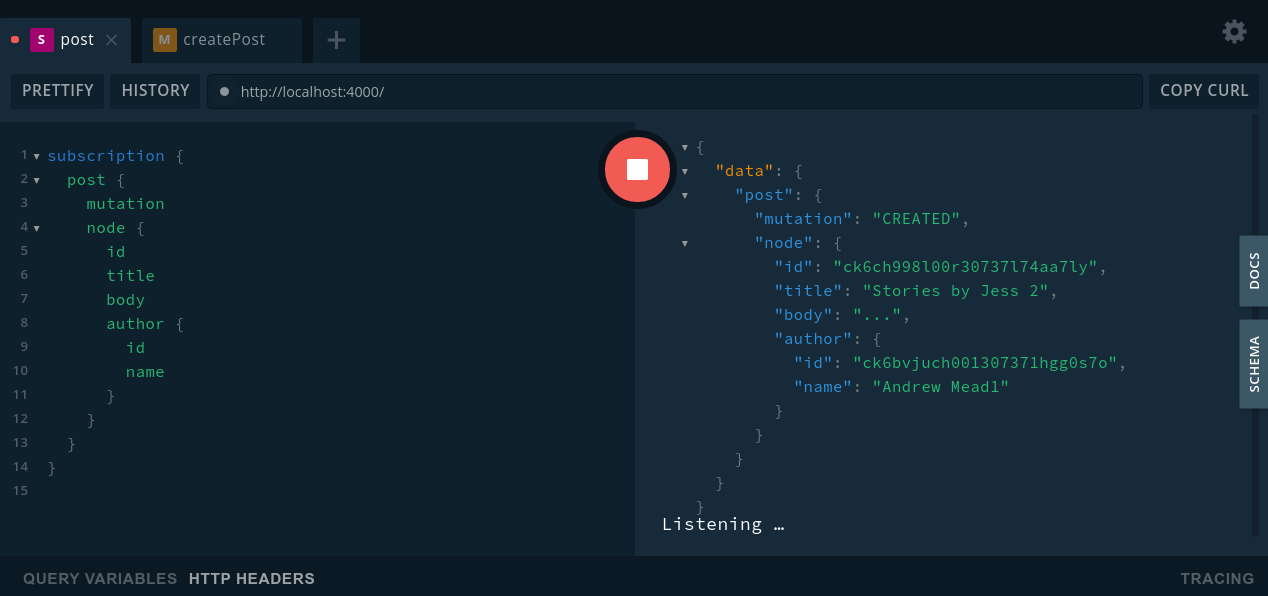 S post × M createPost +
PRETTIFY HISTORY http://localhost:4000/ COPY CURL
1 subscription {
2 post {
3 mutation
4 node {
5 id
6 title
7 body
8 author {
9 id
10 name
11 }
12 }
13 }
14 }
15
{
"data": {
"post": {
"mutation": "CREATED",
"node": {
"id": "ck6ch998l00r30737l74aa7ly",
"title": "Stories by Jess 2",
"body": "...",
"author": {
"id": "ck6bvjuch001307371hgg0s7o",
"name": "Andrew Mead1"
}
}
}
}
}
Listening …
DOCS
SCHEMA
QUERY VARIABLES HTTP HEADERS TRACING